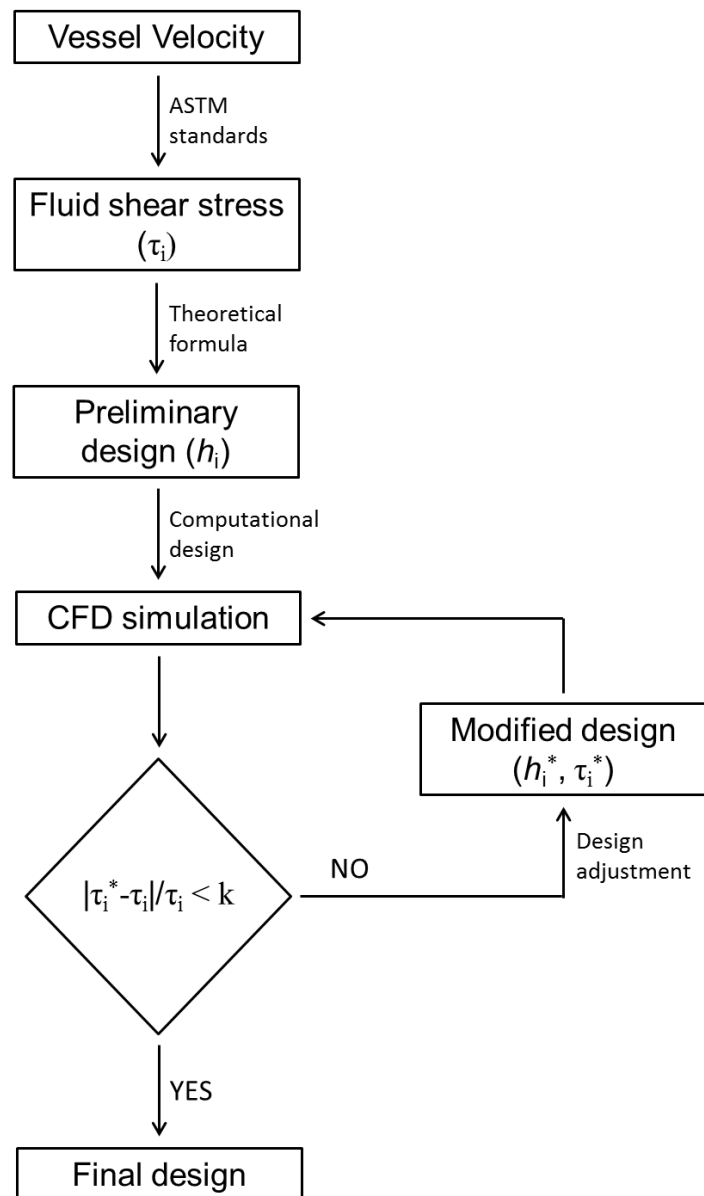 Vessel Velocity
ASTM
standards
Fluid shear stress
(τᵢ)
Theoretical
formula
Preliminary
design (hᵢ)
Computational
design
CFD simulation
Modified design
(hᵢ*, τᵢ*)
Design
adjustment
NO
|τᵢ*-τᵢ|/τᵢ < k
YES
Final design